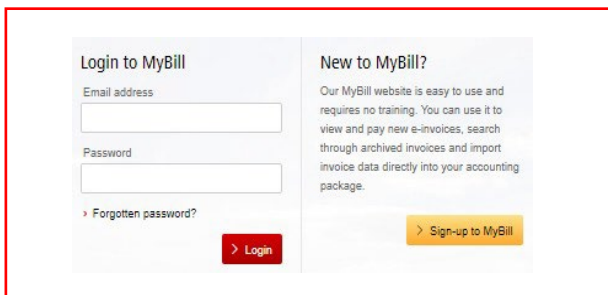 Login to MyBill
Email address
Password
› Forgotten password?
› Login
New to MyBill?
Our MyBill website is easy to use and
requires no training. You can use it to
view and pay new e-invoices, search
through archived invoices and import
invoice data directly into your accounting
package.
› Sign-up to MyBill